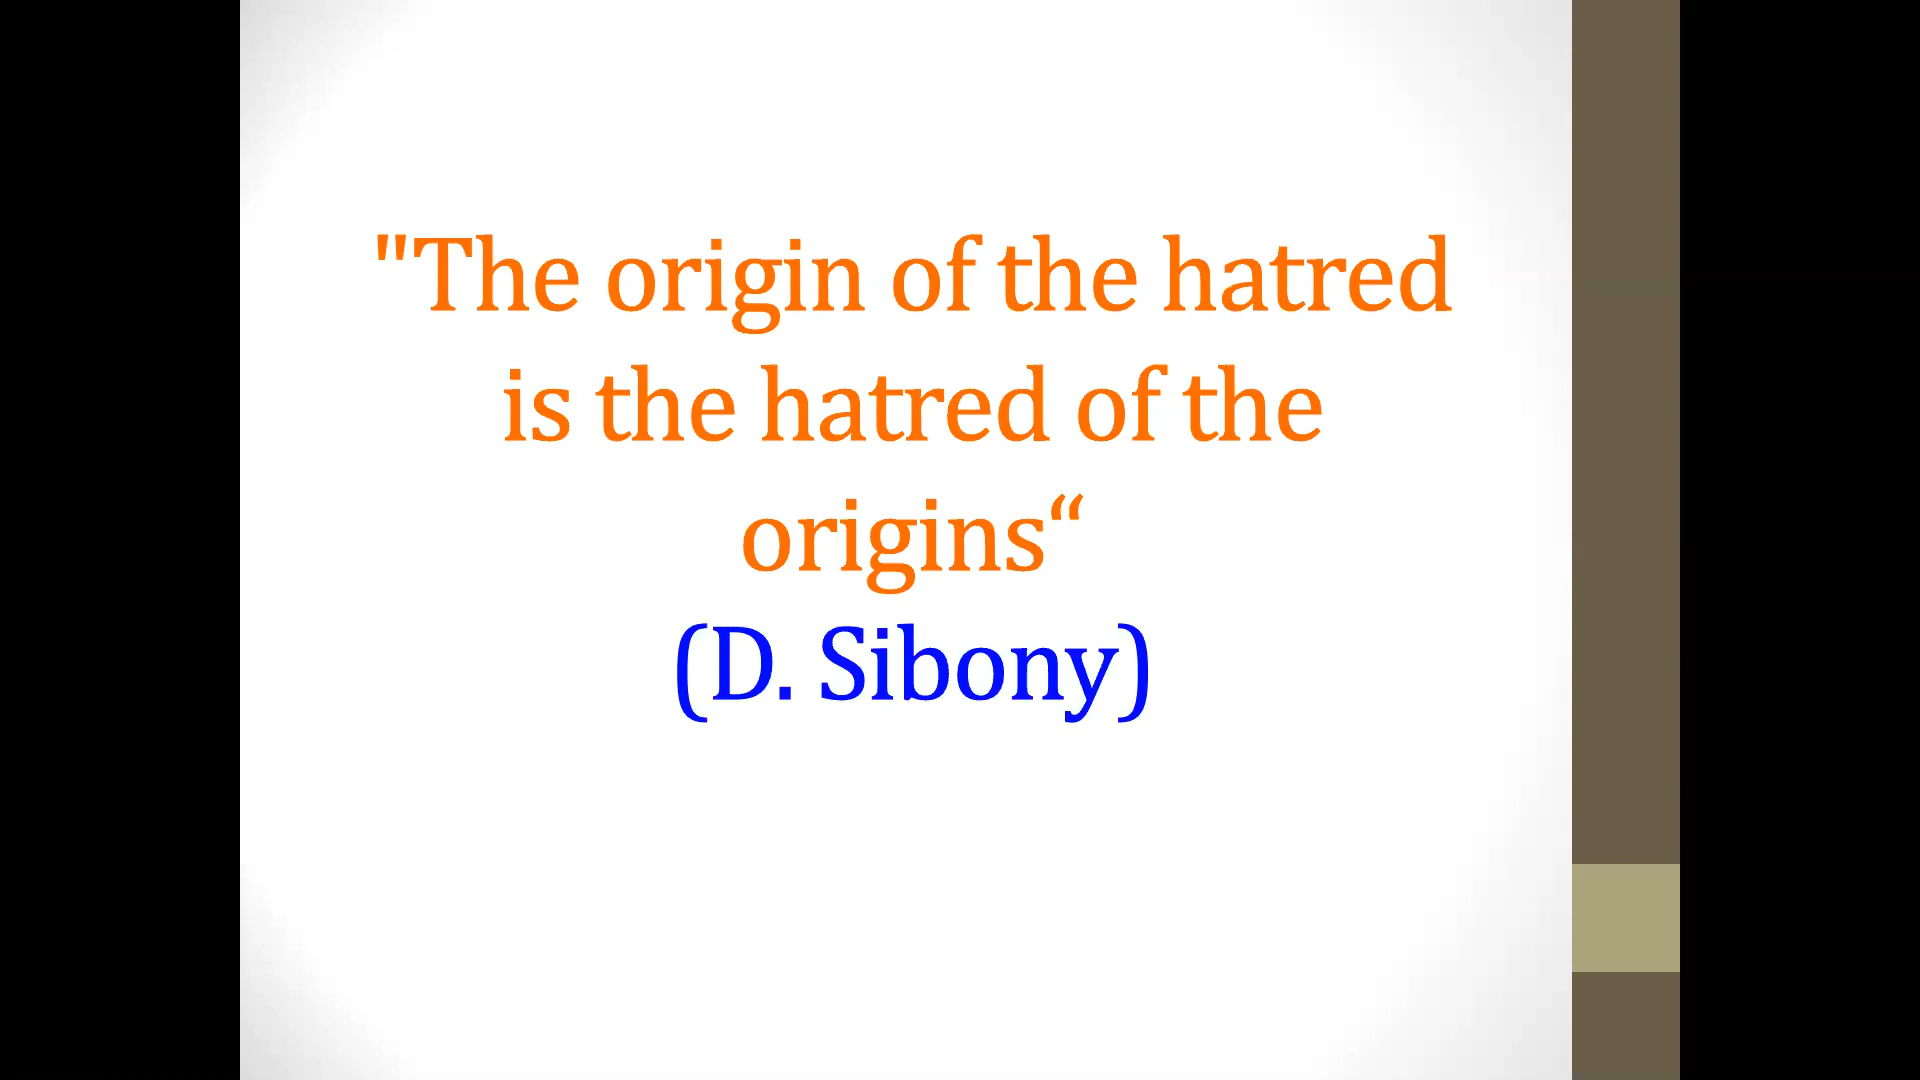 "The origin of the hatred
is the hatred of the
origins“
(D. Sibony)